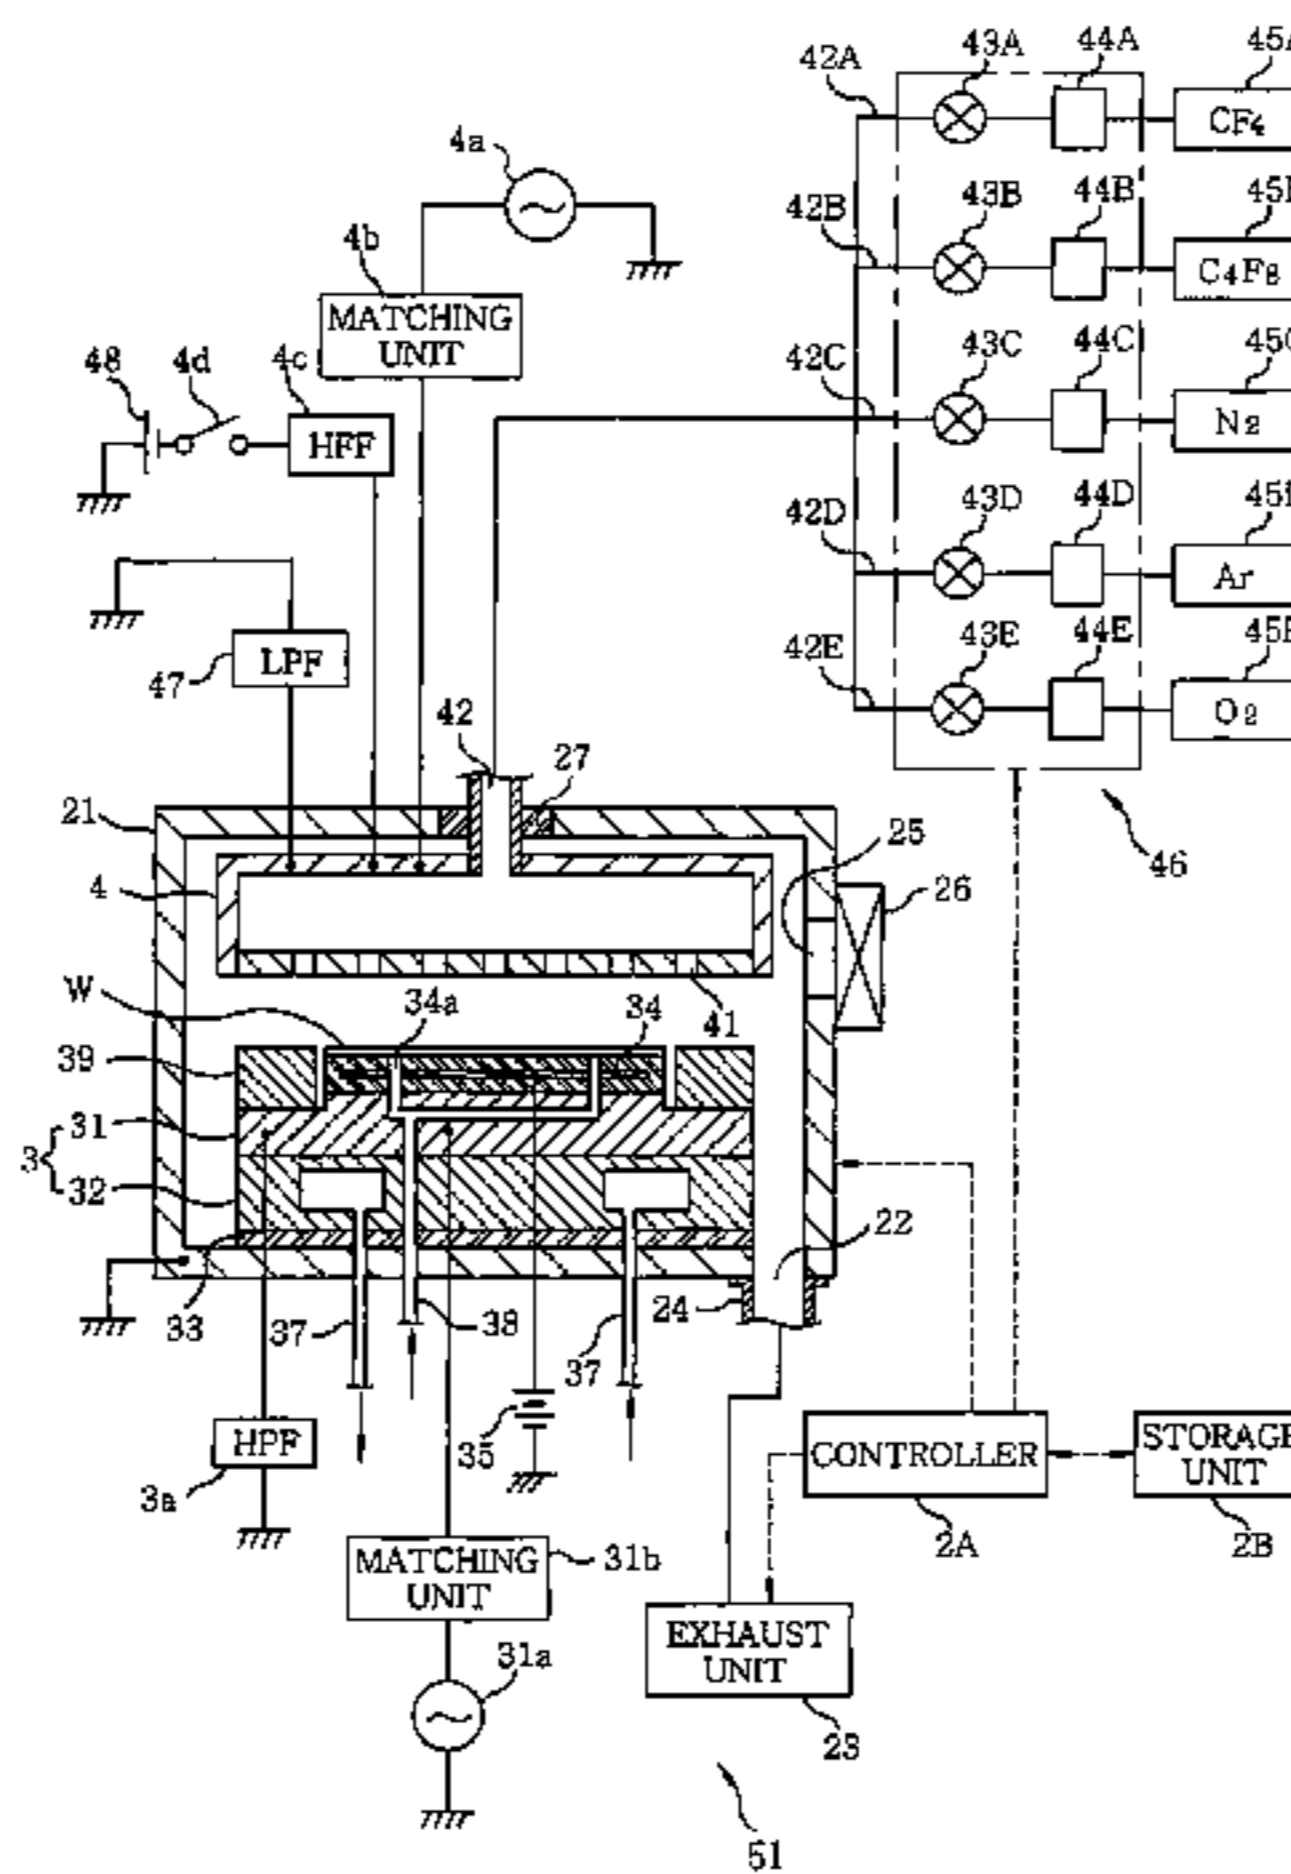 43A
44A
42A
CF4
4a
43B
44B
42B
C4F8
4b
MATCHING
UNIT
43C
44C
42C
N2
48
4d
4c
HFF
43D
44D
42D
Ar
43E
44E
42E
O2
47
LPF
42
27
21
25
26
46
4
W
34a
34
41
39
31
3
32
22
24
33
37
38
37
35
HPF
3a
CONTROLLER
2A
STORAGE
UNIT
2B
MATCHING
UNIT
31b
31a
EXHAUST
UNIT
23
51